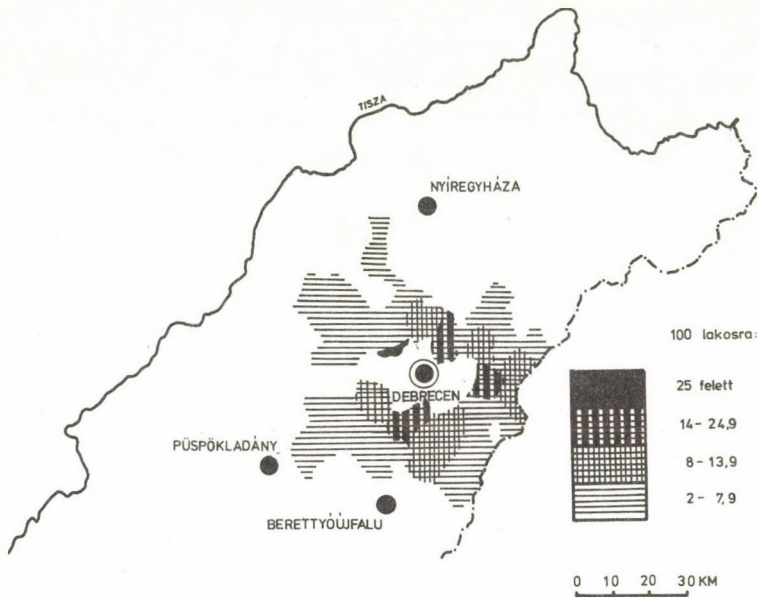 TISZA
NYÍREGYHÁZA
100 lakosra:
DEBRECEN
25 felett
14 - 24,9
8 - 13,9
2 - 7,9
PÜSPÖKLADÁNY
BERETTYÓÚJFALU
0 10 20 30 KM